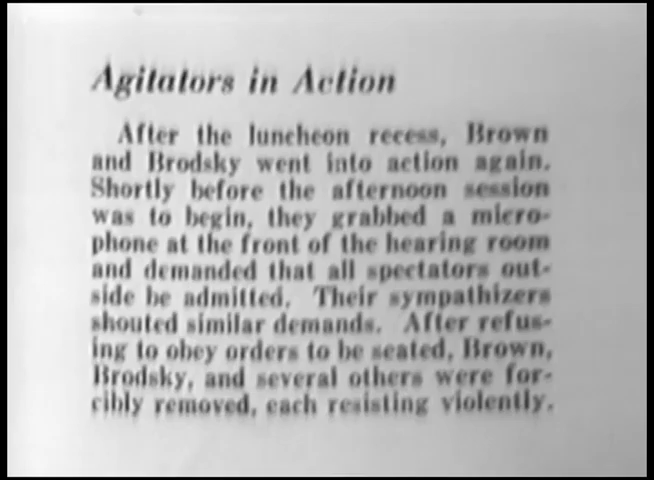 Agitators in Action
After the luncheon recess, Brown
and Brodsky went into action again.
Shortly before the afternoon session
was to begin, they grabbed a micro-
phone at the front of the hearing room
and demanded that all spectators out-
side be admitted. Their sympathizers
shouted similar demands. After refus-
ing to obey orders to be seated, Brown,
Brodsky, and several others were for-
cibly removed, each resisting violently.